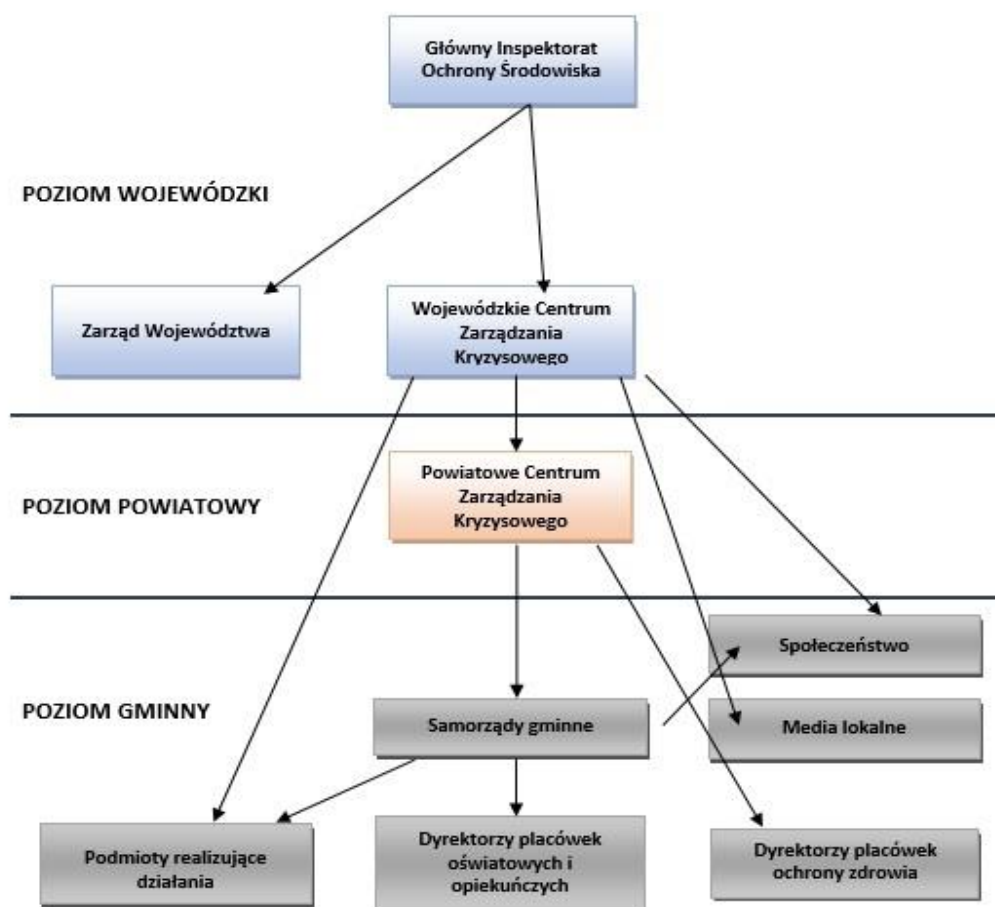 Główny Inspektorat
Ochrony Środowiska
POZIOM WOJEWÓDZKI
Zarząd Województwa
Wojewódzkie Centrum
Zarządzania
Kryzysowego
POZIOM POWIATOWY
Powiatowe Centrum
Zarządzania
Kryzysowego
Społeczeństwo
POZIOM GMINNY
Samorządy gminne
Media lokalne
Podmioty realizujące
działania
Dyrektorzy placówek
oświatowych i
opiekuńczych
Dyrektorzy placówek
ochrony zdrowia